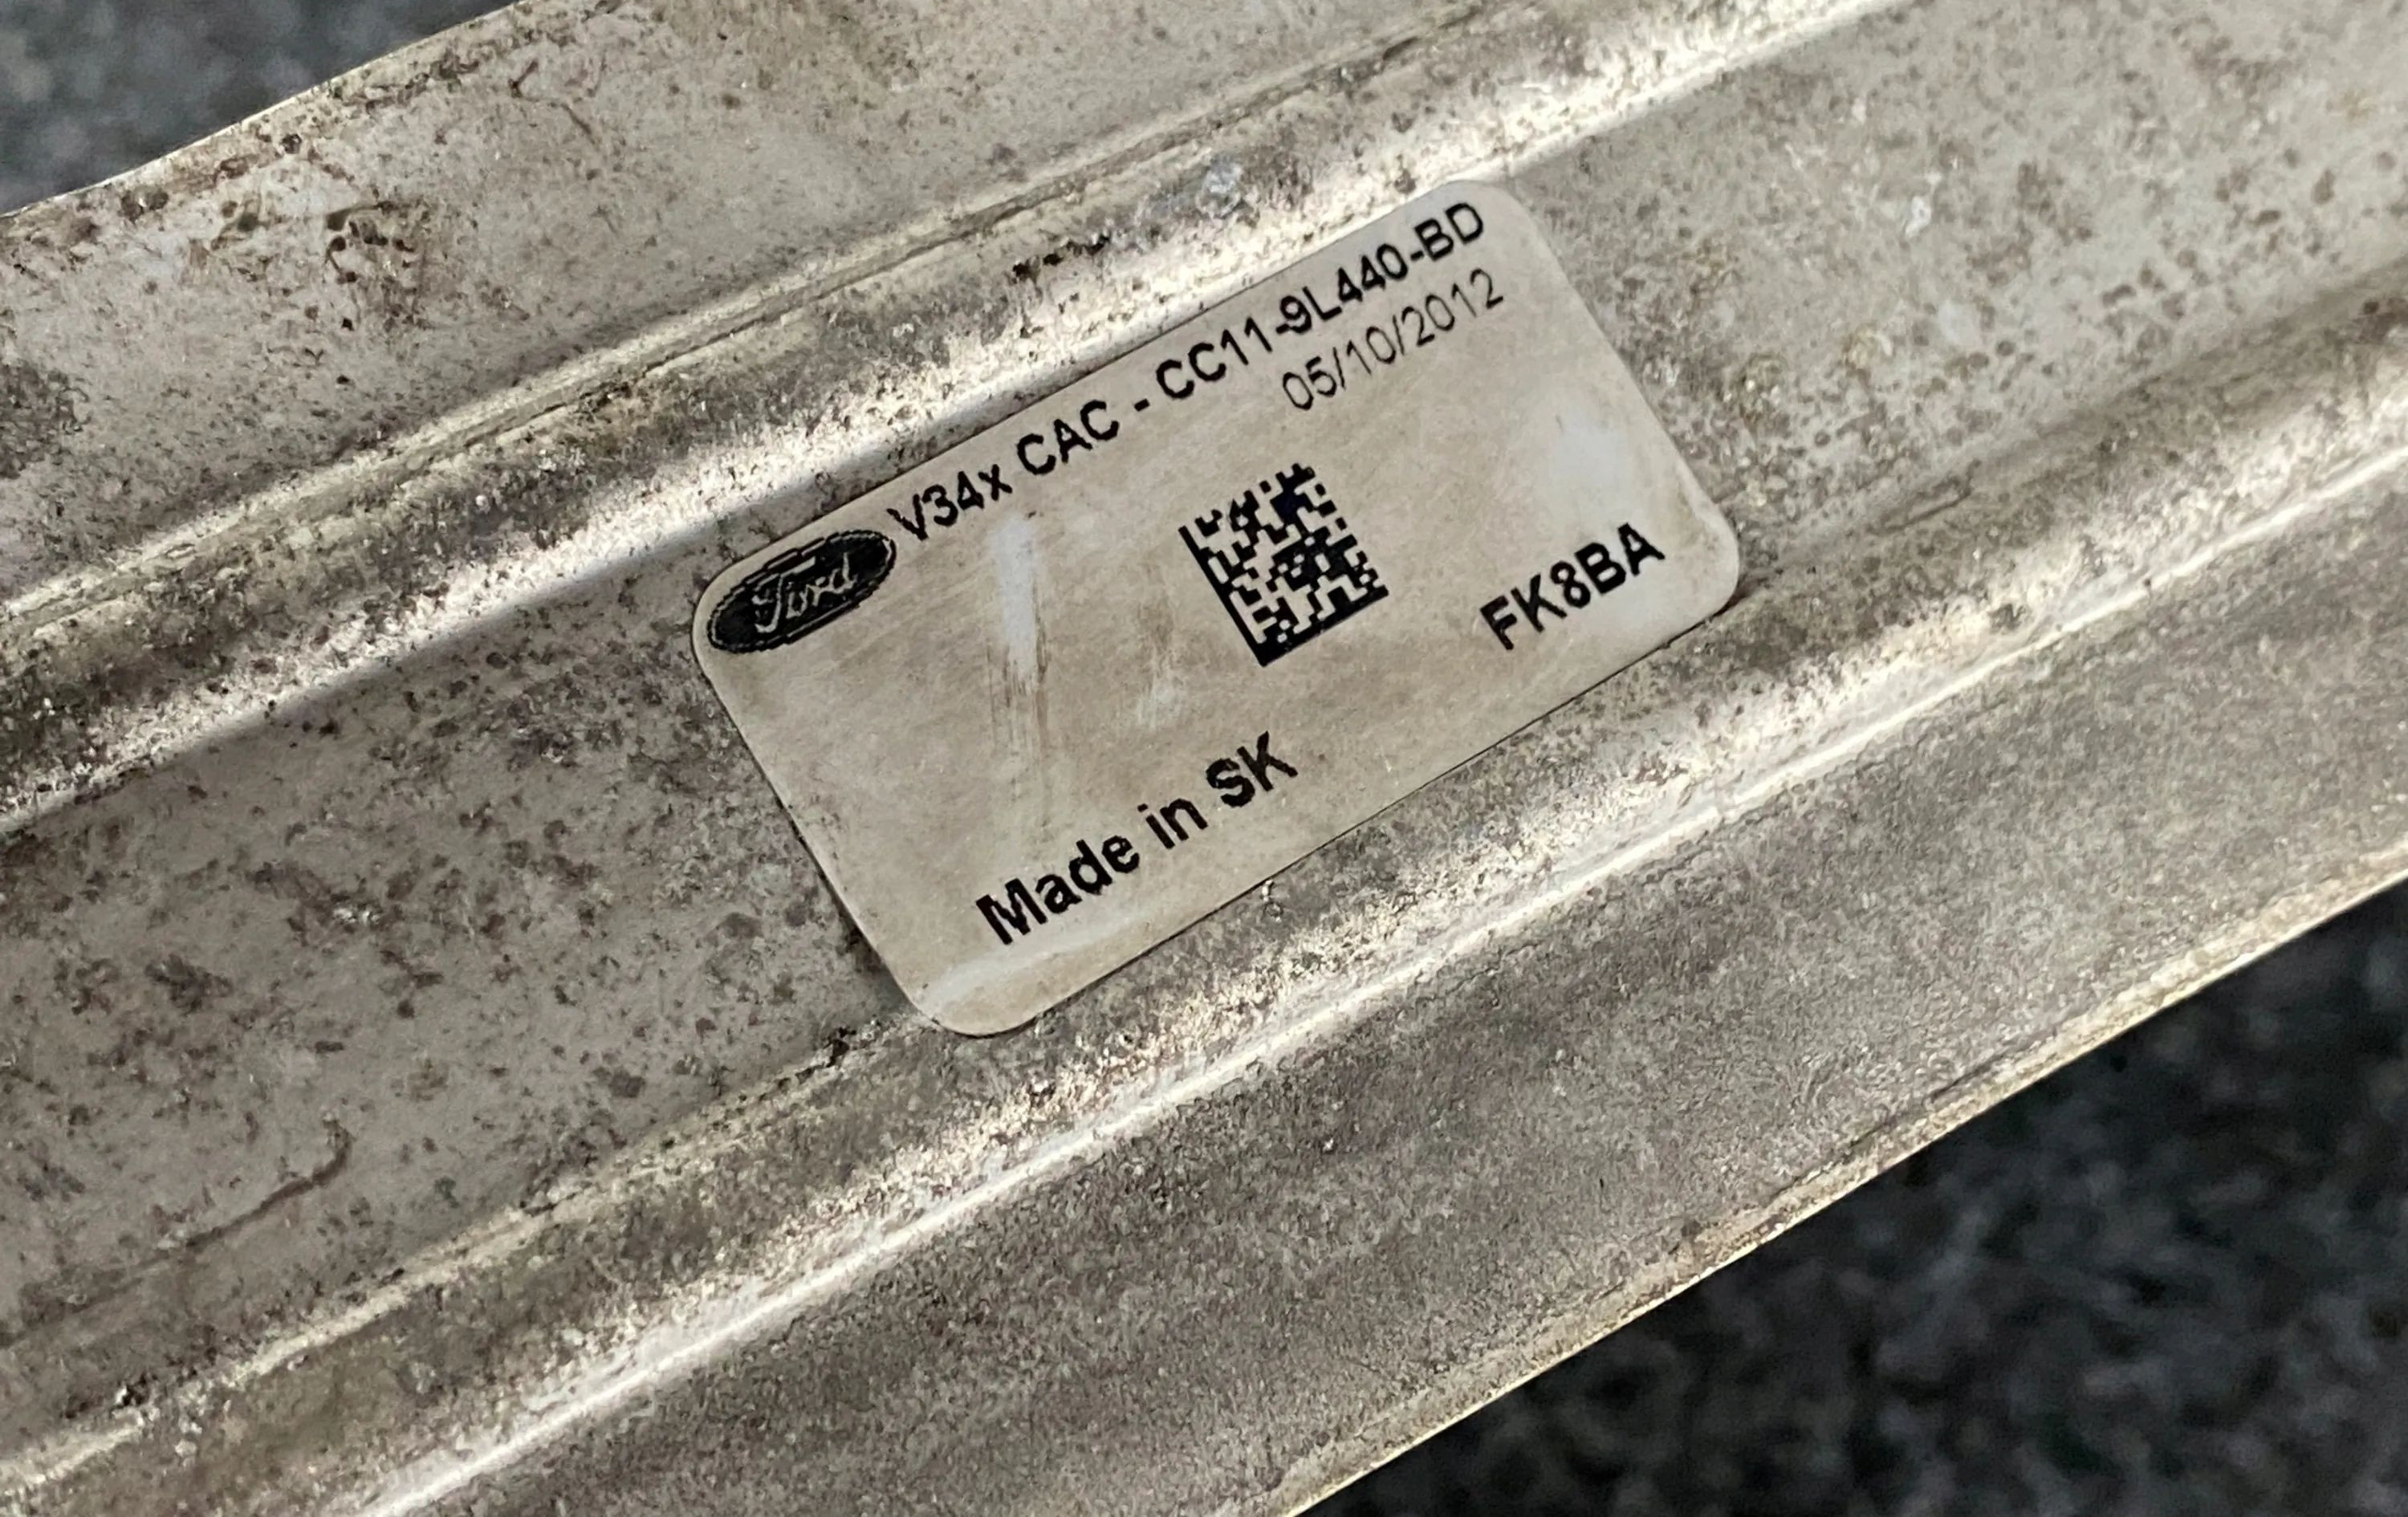 Ford
V34x CAC - CC11-9L440-BD
05/10/2012
FK8BA
Made in SK